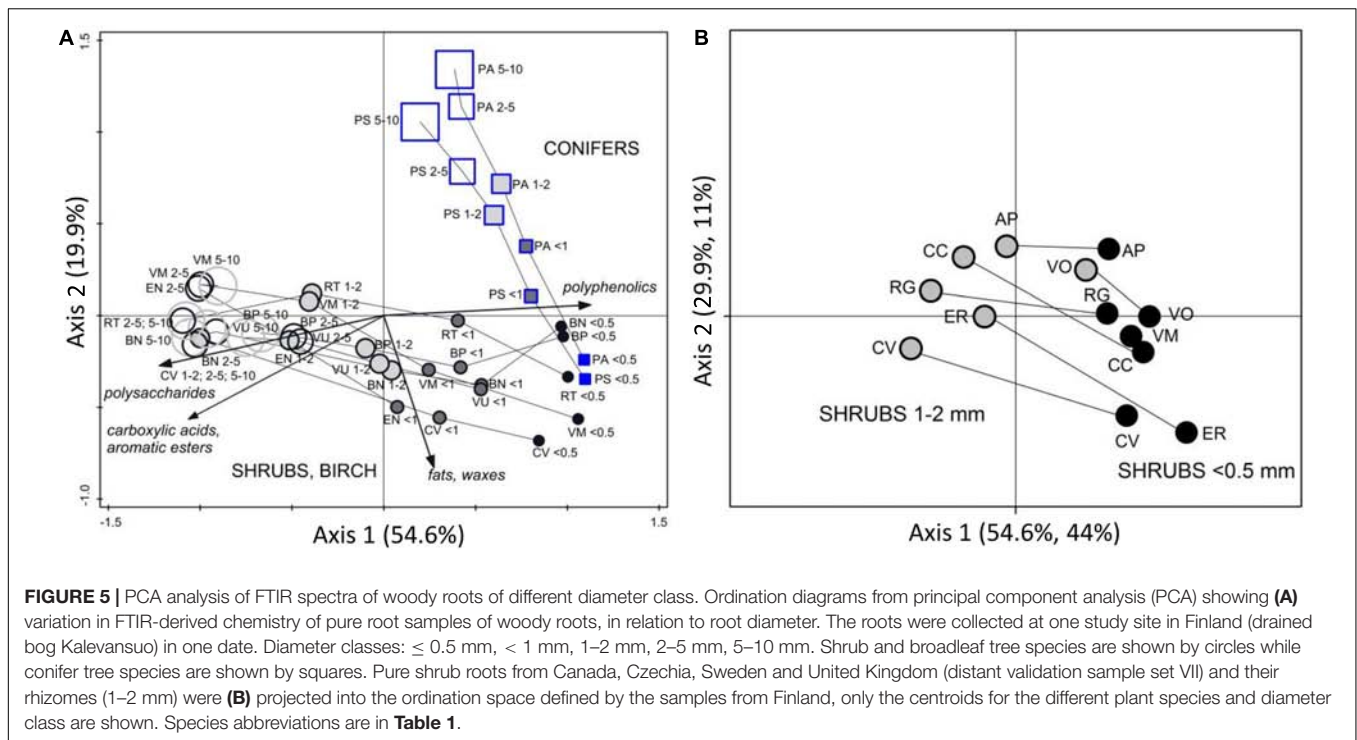 A
B
1.5
PA 5-10
PA 2-5
PS 5-10
CONIFERS
PS 2-5
PA 1-2
PS 1-2
PA <1
PS <1
polyphenolics
VM 5-10
VM 2-5
EN 2-5
RT 1-2
VM 1-2
RT 2-5; 5-10
BP 5-10
BP 2-5
VU 5-10
VU 2-5
BN 5-10
EN 1-2
BP 1-2
RT <1
BN <0.5
BP <0.5
BN 2-5
VU 1-2
BP <1
PA <0.5
CV 1-2; 2-5; 5-10
BN 1-2
VM <1
BN <1
PS <0.5
VU <1
RT <0.5
polysaccharides
EN <1
CV <1
VM <0.5
carboxylic acids,
aromatic esters
CV <0.5
SHRUBS, BIRCH
fats, waxes
-1.0
-1.5
1.5
Axis 1 (54.6%)
Axis 2 (19.9%)
AP
AP
CC
VO
RG
RG
VO
ER
VM
CC
CV
SHRUBS 1-2 mm
CV
ER
SHRUBS <0.5 mm
Axis 1 (54.6%, 44%)
Axis 2 (29.9%, 11%)
FIGURE 5 | PCA analysis of FTIR spectra of woody roots of different diameter class. Ordination diagrams from principal component analysis (PCA) showing (A)
variation in FTIR-derived chemistry of pure root samples of woody roots, in relation to root diameter. The roots were collected at one study site in Finland (drained
bog Kalevansuo) in one date. Diameter classes: ≤ 0.5 mm, < 1 mm, 1–2 mm, 2–5 mm, 5–10 mm. Shrub and broadleaf tree species are shown by circles while
conifer tree species are shown by squares. Pure shrub roots from Canada, Czechia, Sweden and United Kingdom (distant validation sample set VII) and their
rhizomes (1–2 mm) were (B) projected into the ordination space defined by the samples from Finland, only the centroids for the different plant species and diameter
class are shown. Species abbreviations are in Table 1.